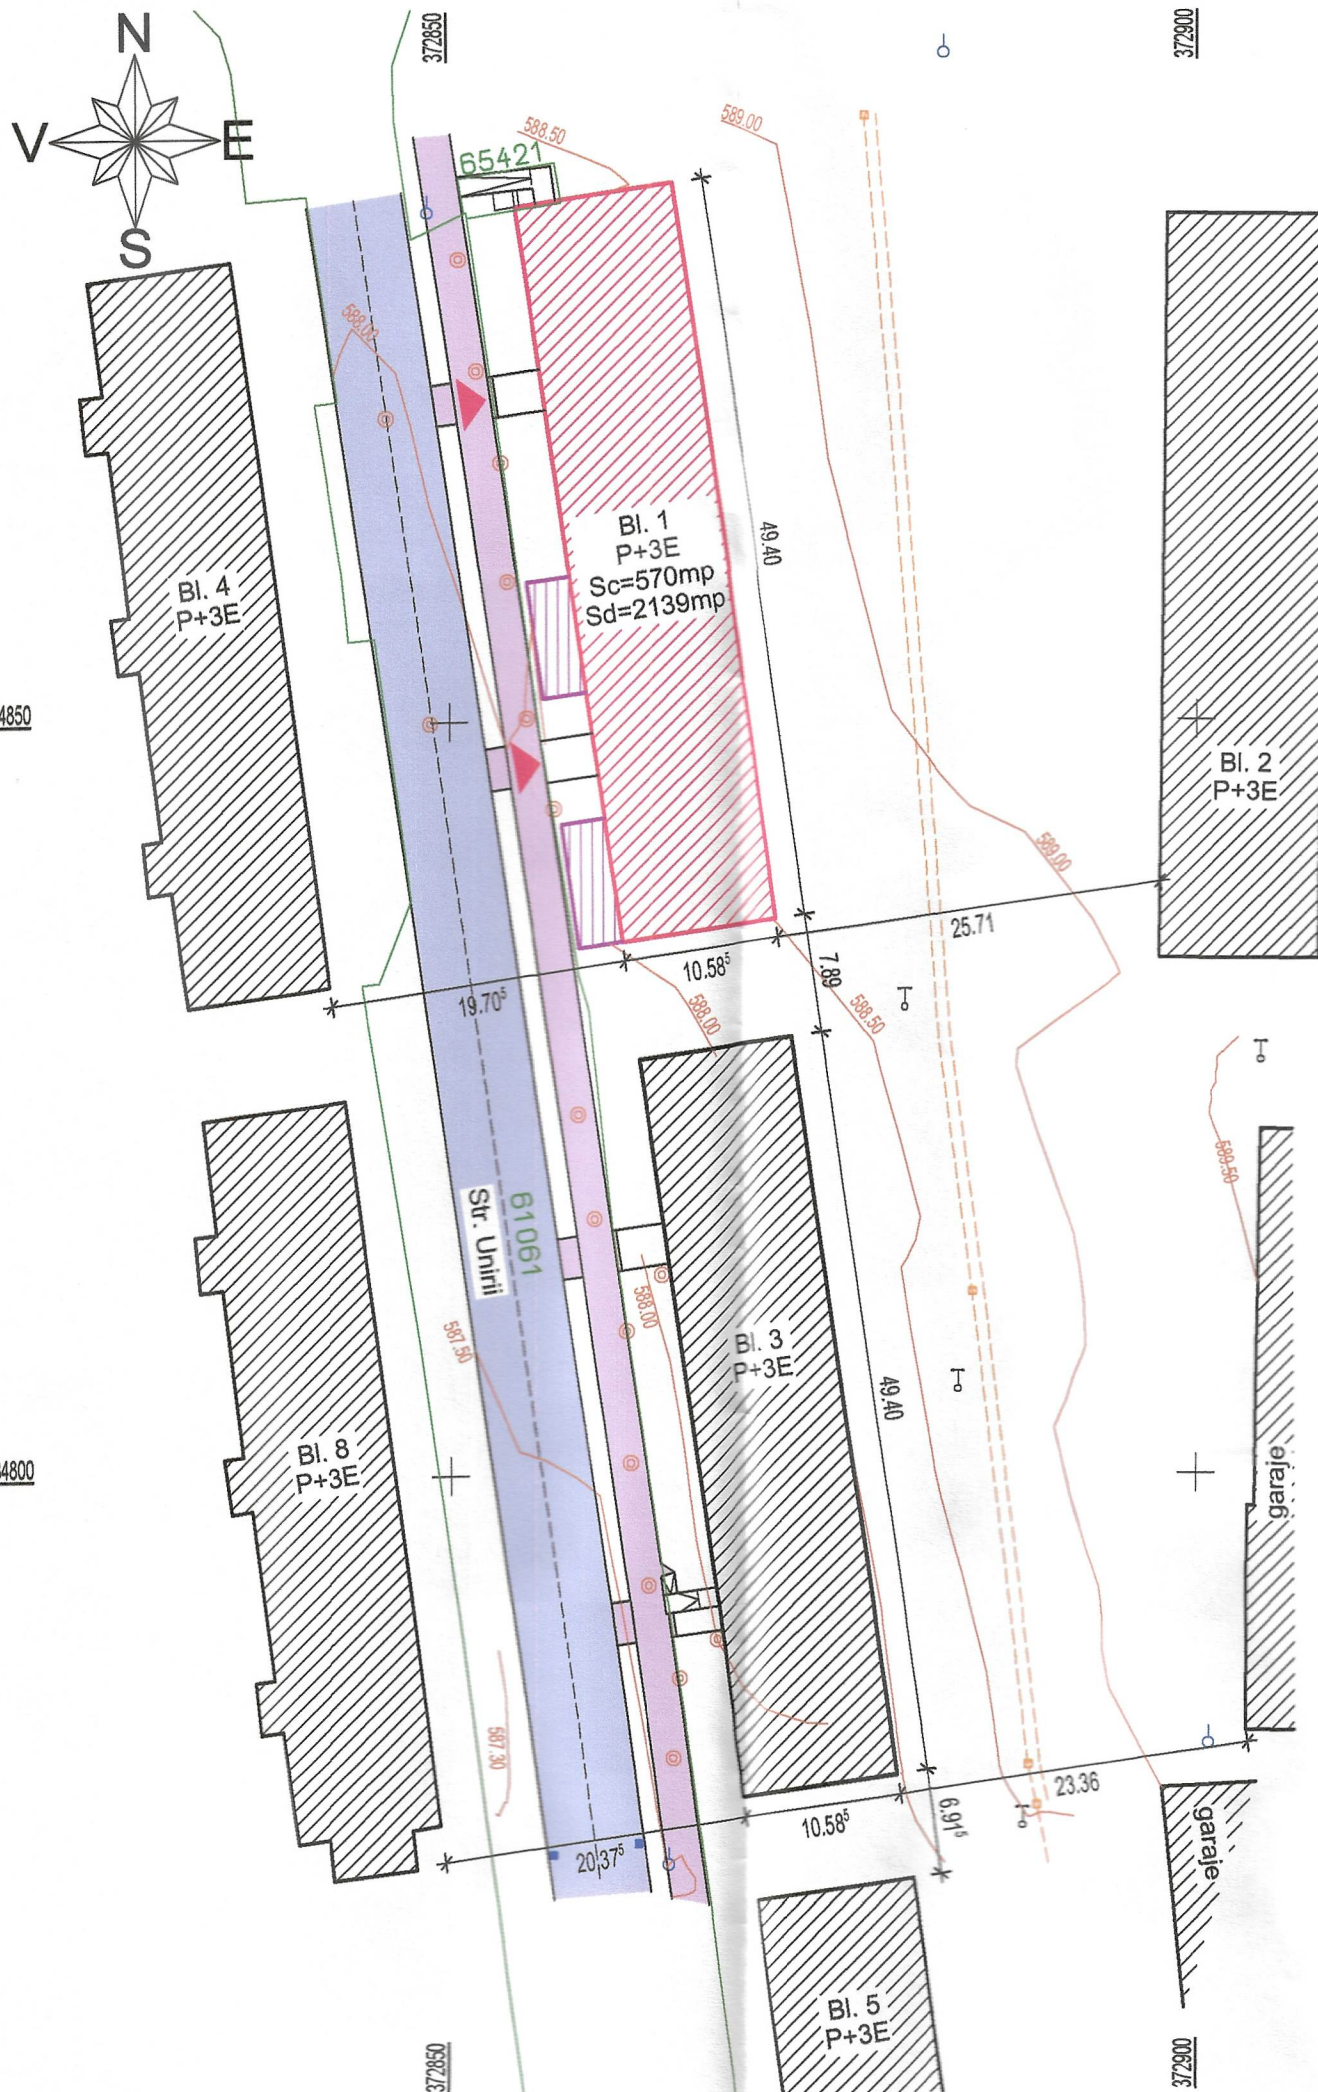 372850
372900
N
V
E
S
588.50
589.00
65421
588.00
Bl. 1
P+3E
Sc=570mp
Sd=2139mp
49.40
Bl. 4
P+3E
4850
Bl. 2
P+3E
589.00
25.71
10.58⁵
7.89
19.70⁵
588.00
588.50
589.50
61061
Str. Unirii
587.50
588.00
Bl. 3
P+3E
49.40
Bl. 8
P+3E
4800
garaje
587.30
23.36
10.58⁵
6.91⁵
20.37⁵
garaje
Bl. 5
P+3E
372850
372900